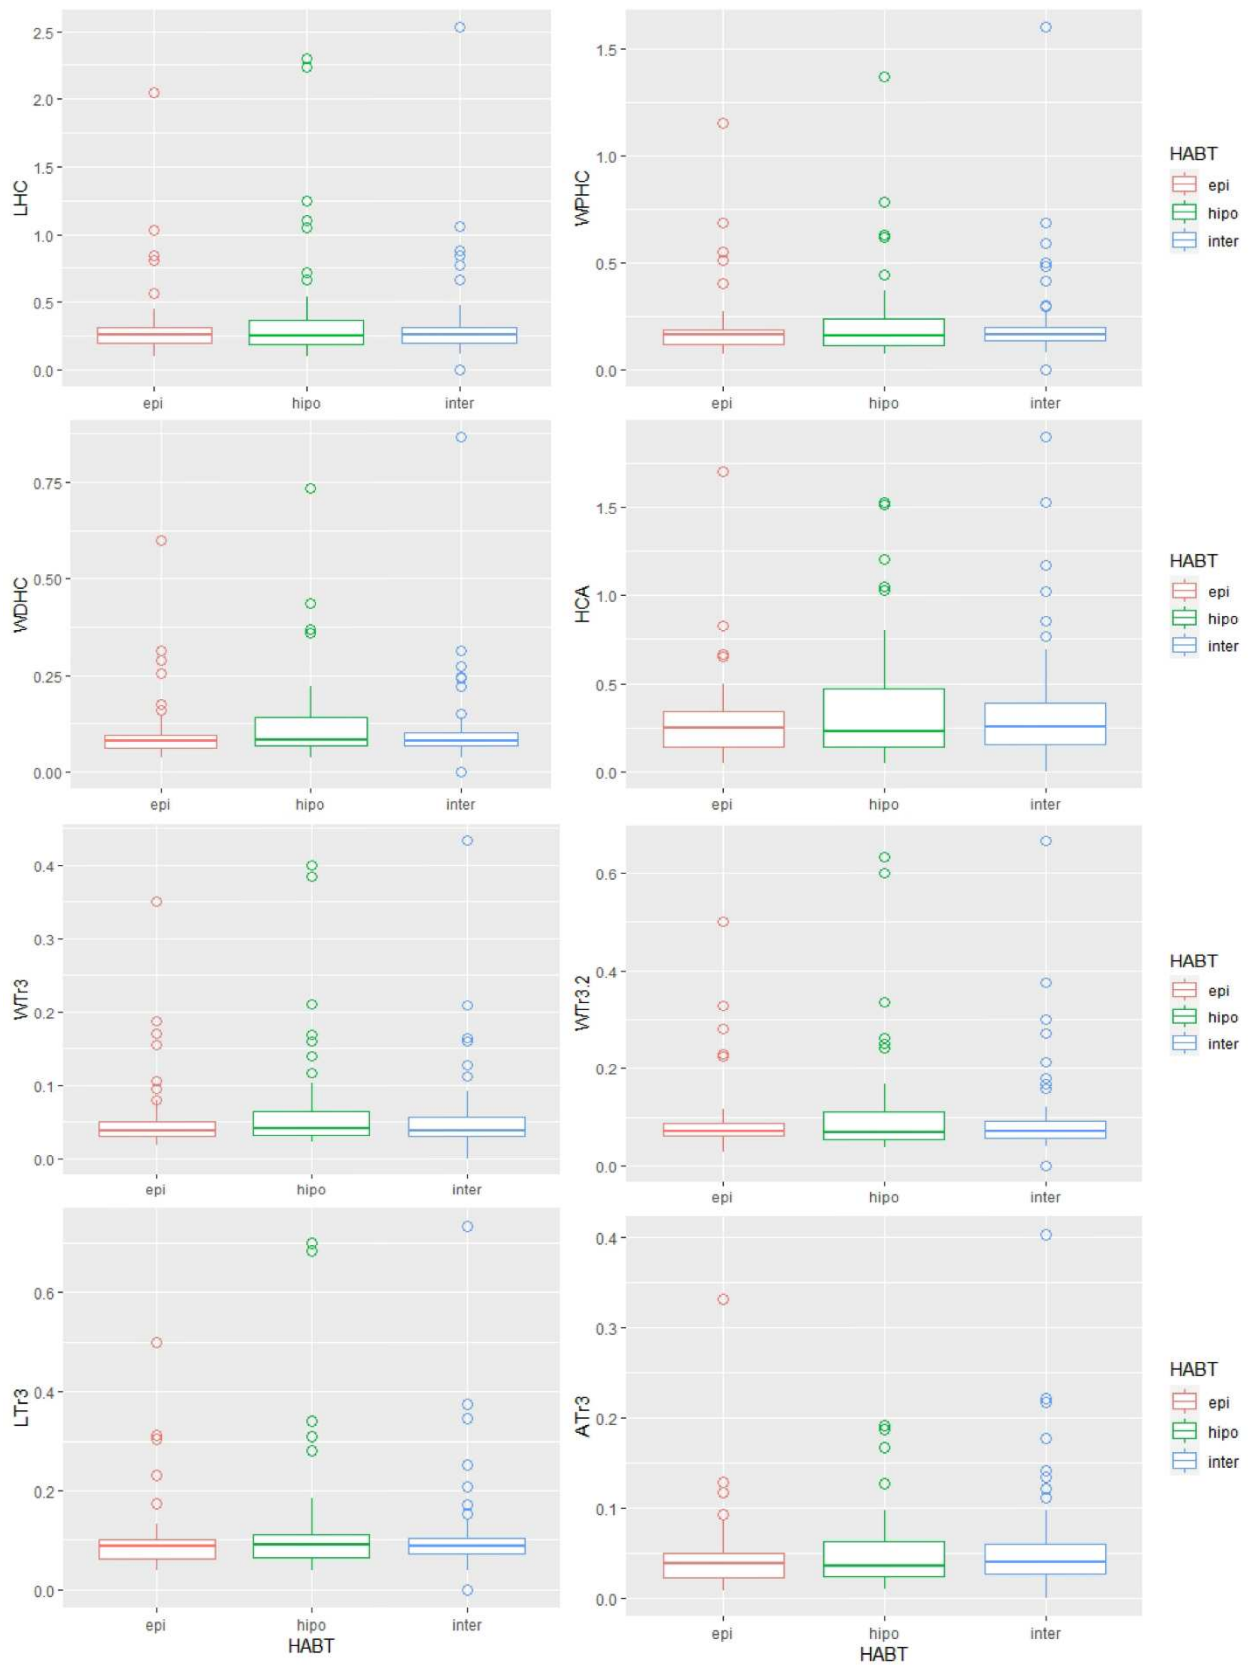 LHC
2.5
2.0
1.5
1.0
0.5
0.0
epi hipo inter
WPHC
1.5
1.0
0.5
0.0
epi hipo inter
HABT
epi
hipo
inter
WDHC
0.75
0.50
0.25
0.00
epi hipo inter
HCA
1.5
1.0
0.5
0.0
epi hipo inter
HABT
epi
hipo
inter
WTr3
0.4
0.3
0.2
0.1
0.0
epi hipo inter
WTr3.2
0.6
0.4
0.2
0.0
epi hipo inter
HABT
epi
hipo
inter
LTr3
0.6
0.4
0.2
0.0
epi hipo inter
HABT
ATr3
0.4
0.3
0.2
0.1
0.0
epi hipo inter
HABT
HABT
epi
hipo
inter